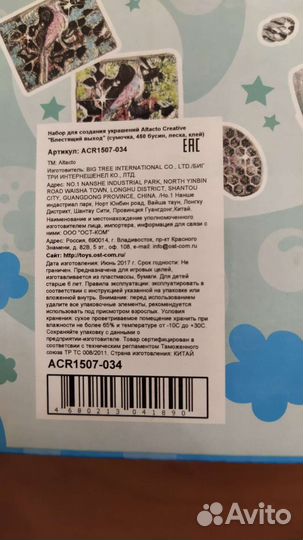 Набор для создания украшений Altacto Creative
"Блестящий выход" (сумочка, 450 бусин, леска, клей)
Артикул: ACR1507-034
ТМ: Altacto
Изготовитель: BIG TREE INTERNATIONAL CO., LTD./БИГ
ТРИ ИНТЕРНЕШЕНЕЛ КО., ЛТД.
Адрес: NO.1 NANSHE INDUSTRIAL PARK, NORTH YINBIN
ROAD WAISHA TOWN, LONGHU DISTRICT, SHANTOU
CITY, GUANGDONG PROVINCE, CHINA. /No.1 Нанше
индастриал парк, Норт Юнбин роуд, Вайша таун, Лонгху
Дистрикт, Шантоу Сити, Провинция Гуангдонг, Китай.
Наименование и местонахождение уполномоченного
изготовителем лица, импортера, информация для связи с
ними: ООО "ОСТ-КОМ"
Адрес: Россия, 690014, г. Владивосток, пр-кт Красного
Знамени, д. 82В, 5 эт., оф. 108, e-mail: info@ost-com.ru
Сайт: http://toys.ost-com.ru/
Дата изготовления: Июнь 2017 г. Срок годности: Не
граничен. Предназначена для игровых целей,
изготавливается из пластмассы, бумаги. Для детей
старше 6 лет. Правила эксплуатации: эксплуатировать в
соответствии с инструкцией указанной на упаковке или
вложенной внутрь. Внимание: перед использованием
удалите все упаковочные элементы, рекомендуется
использовать под присмотром взрослых. Условия
хранения: сухое проветриваемое помещение хранить при
влажности не более 65% и температуре от -10С до +30С.
Сохраняйте упаковку с данными о
предприятии-изготовителе. Товар сертифицирован в
соответствии с техническим регламентом Таможенного
союза ТР ТС 008/2011. Страна изготовления: КИТАЙ
ACR1507-034
4 680213 041890
Avito